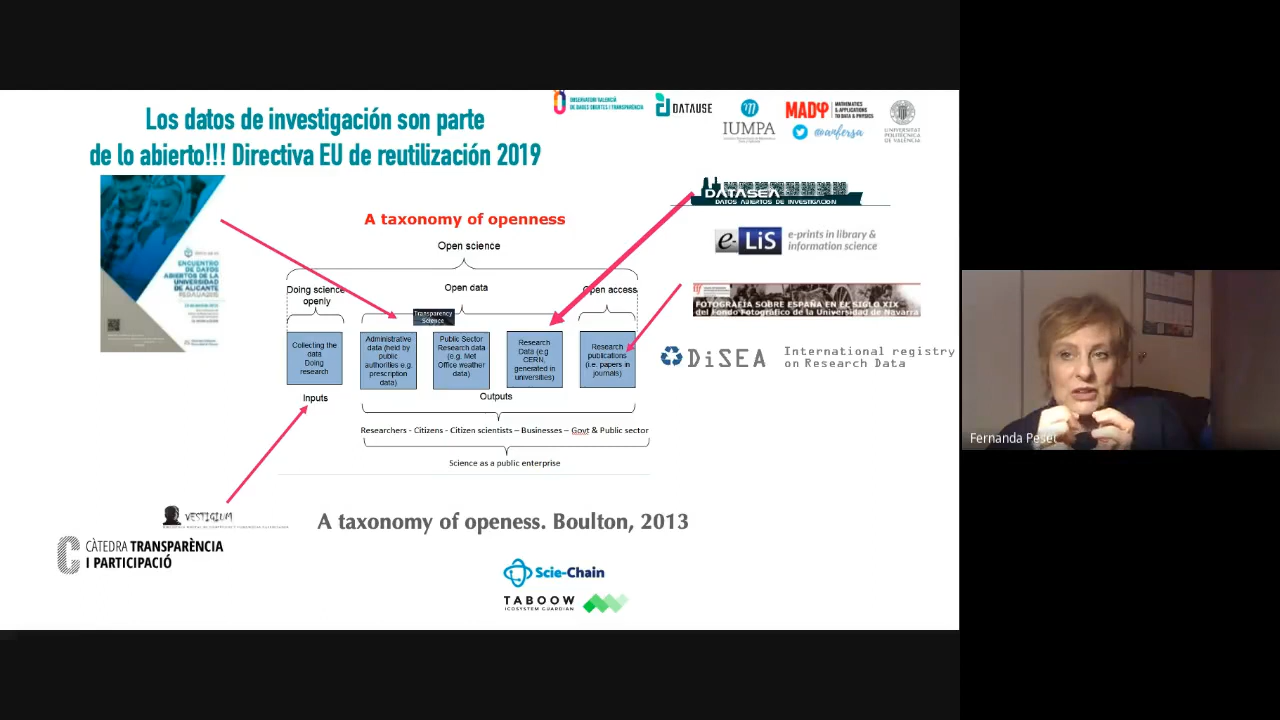 Los datos de investigación son parte
de lo abierto!!! Directiva EU de reutilización 2019
OBSERVATORI VALENCIÀ
DE DADES OBERTES I TRANSPARÈNCIA
DATAUSE
IUMPA
MATHEMATICS
& APPLICATIONS
TO DATA & PHYSICS
UNIVERSITAT
POLITÈCNICA
DE VALÈNCIA
ENCUENTRO
DE DATOS
ABIERTOS DE LA
UNIVERSIDAD
DE ALICANTE
A taxonomy of openness
Open science
Doing science
openly
Open data
Open access
Transparency
Science
Collecting the
data
Doing
research
Administrative
data (held by
public
authorities e.g.
prescription
data)
Public Sector
Research data
(e.g. Met
Office weather
data)
Research
Data (e.g
CERN,
generated in
universities)
Research
publications
(i.e. papers in
journals)
Inputs
Outputs
Researchers - Citizens - Citizen scientists – Businesses – Govt & Public sector
Science as a public enterprise
DATASEA
DATOS ABIERTOS DE INVESTIGACIÓN
e-LiS
e-prints in library &
information science
FOTOGRAFIA SOBRE ESPAÑA EN EL SIGLO XIX
del Fondo Fotográfico de la Universidad de Navarra
DiSEA
International registry
on Research Data
VESTIGIUM
CÀTEDRA TRANSPARÈNCIA
I PARTICIPACIÓ
A taxonomy of openess. Boulton, 2013
Scie-Chain
TABOOW
ECOSYSTEM GUARDIAN
Fernanda Peset